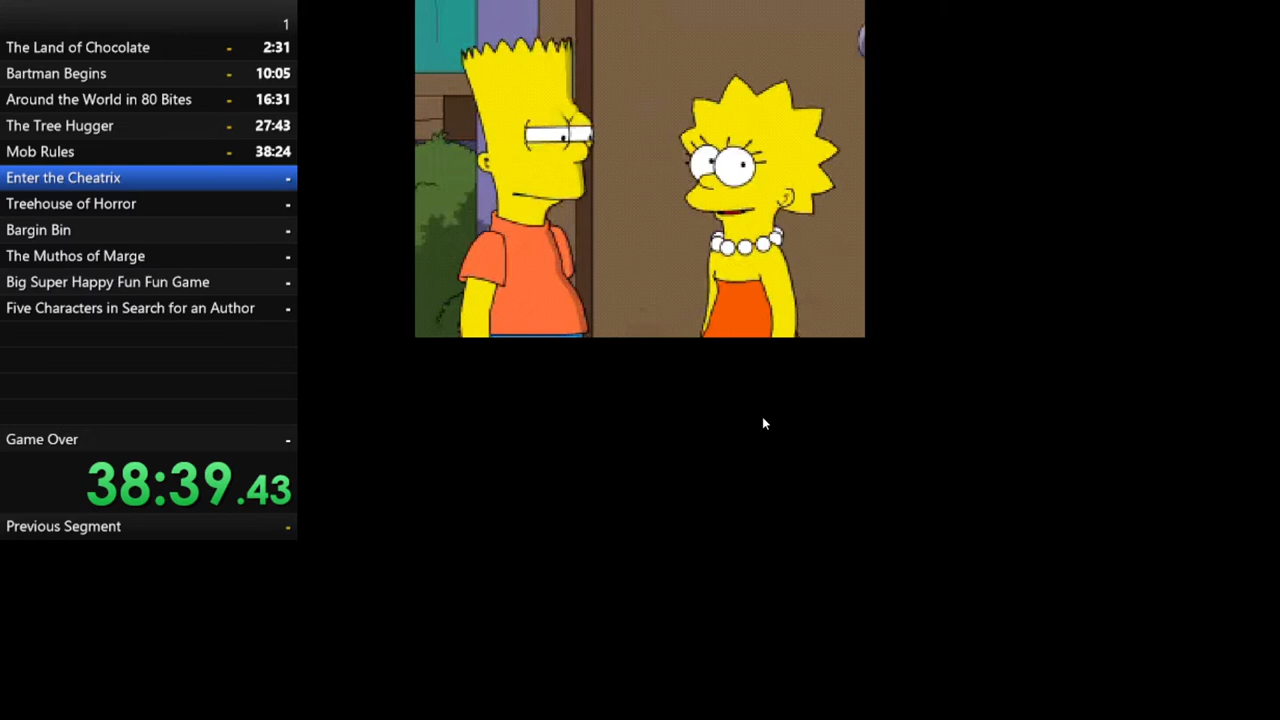 1
The Land of Chocolate - 2:31
Bartman Begins - 10:05
Around the World in 80 Bites - 16:31
The Tree Hugger - 27:43
Mob Rules - 38:24
Enter the Cheatrix -
Treehouse of Horror -
Bargin Bin -
The Muthos of Marge -
Big Super Happy Fun Fun Game -
Five Characters in Search for an Author -
Game Over -
38:39.43
Previous Segment -